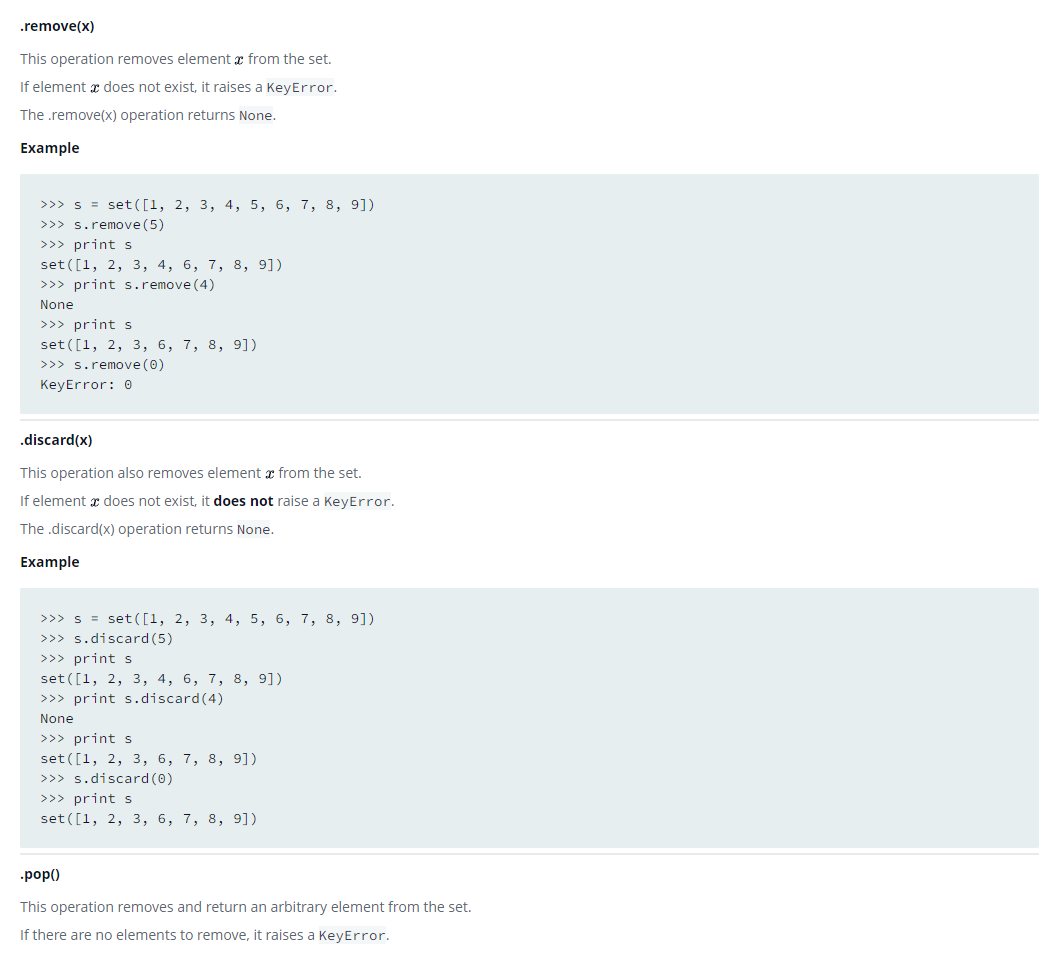 .remove(x)
This operation removes element x from the set.
If element x does not exist, it raises a KeyError.
The .remove(x) operation returns None.
Example
>>> s = set([1, 2, 3, 4, 5, 6, 7, 8, 9])
>>> s.remove(5)
>>> print s
set([1, 2, 3, 4, 6, 7, 8, 9])
>>> print s.remove(4)
None
>>> print s
set([1, 2, 3, 6, 7, 8, 9])
>>> s.remove(0)
KeyError: 0
.discard(x)
This operation also removes element x from the set.
If element x does not exist, it does not raise a KeyError.
The .discard(x) operation returns None.
Example
>>> s = set([1, 2, 3, 4, 5, 6, 7, 8, 9])
>>> s.discard(5)
>>> print s
set([1, 2, 3, 4, 6, 7, 8, 9])
>>> print s.discard(4)
None
>>> print s
set([1, 2, 3, 6, 7, 8, 9])
>>> s.discard(0)
>>> print s
set([1, 2, 3, 6, 7, 8, 9])
.pop()
This operation removes and return an arbitrary element from the set.
If there are no elements to remove, it raises a KeyError.